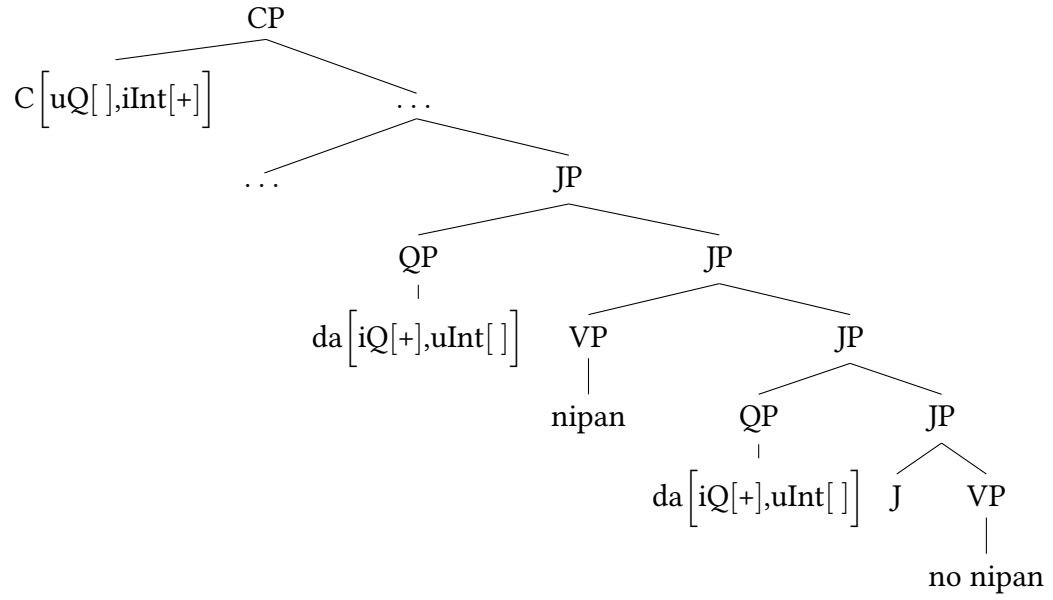 CP
C[uQ[ ],iInt[+]]
. . .
. . .
JP
QP
JP
da[iQ[+],uInt[ ]]
VP
JP
nipan
QP
JP
da[iQ[+],uInt[ ]]
J
VP
no nipan